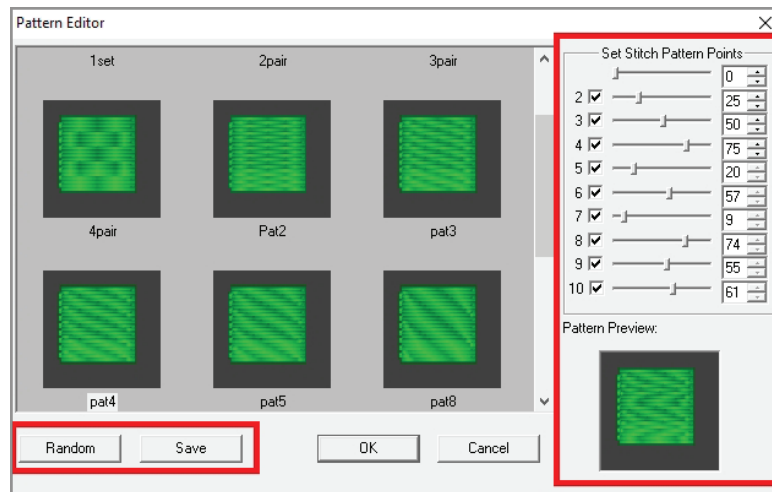 Pattern Editor
1set 2pair 3pair
4pair Pat2 pat3
pat4 pat5 pat8
Random Save OK Cancel
Set Stitch Pattern Points
0
2 25
3 50
4 75
5 20
6 57
7 9
8 74
9 55
10 61
Pattern Preview: